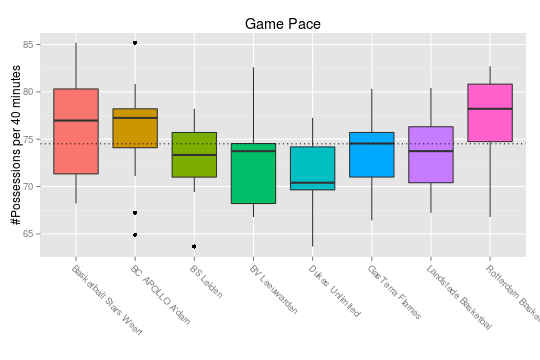 Game Pace
#Possessions per 40 minutes
85
80
75
70
65
Basketball Stars Weert
BC APOLLO A'dam
BS Leiden
BV Leeuwarden
Dukes Unlimited
GasTerra Flames
Landstede Basketbal
Rotterdam